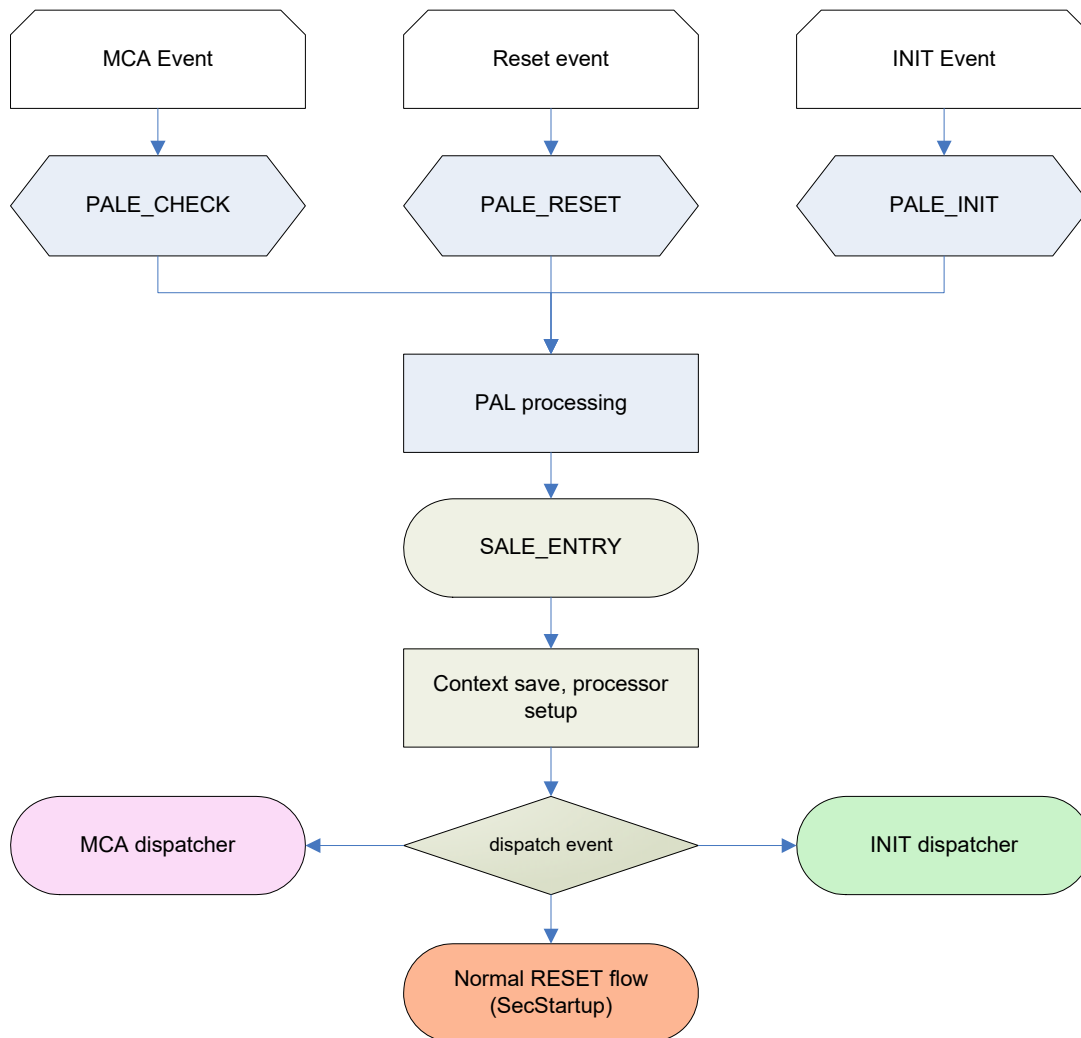 MCA Event
Reset event
INIT Event
PALE_CHECK
PALE_RESET
PALE_INIT
PAL processing
SALE_ENTRY
Context save, processor
setup
MCA dispatcher
dispatch event
INIT dispatcher
Normal RESET flow
(SecStartup)